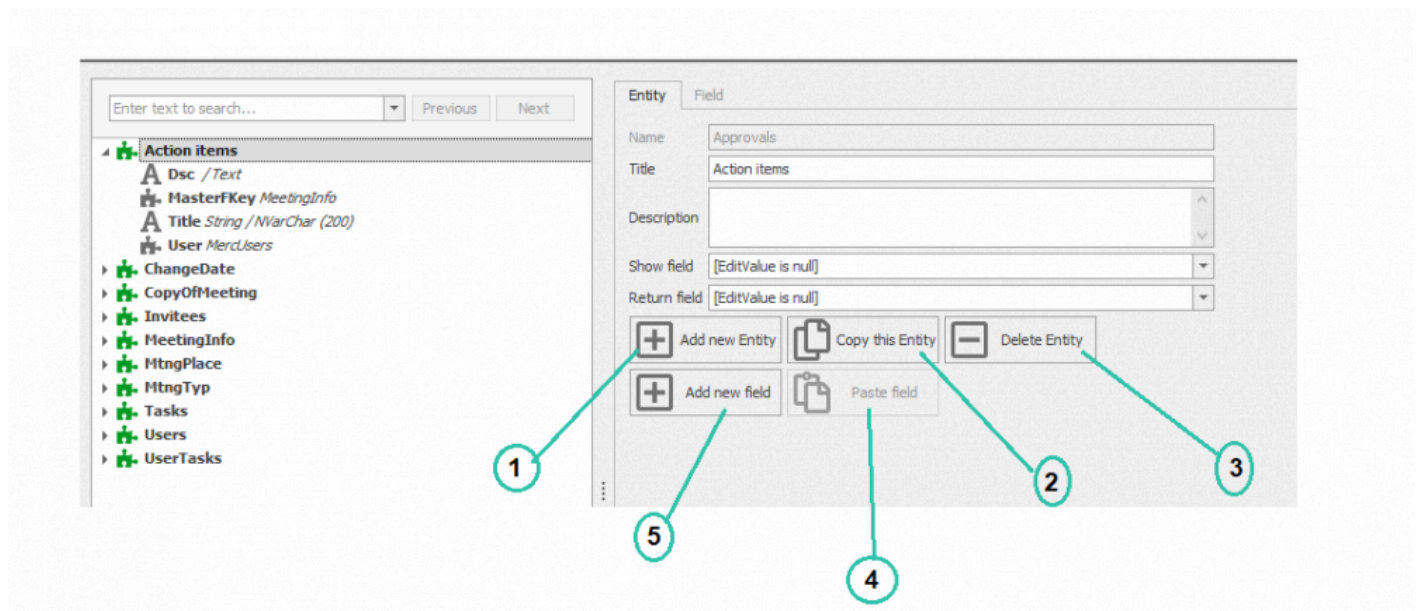 Enter text to search...
Previous
Next
Action items
Dsc /Text
MasterFKey MeetingInfo
Title String / NVarChar (200)
User MercUsers
ChangeDate
CopyOfMeeting
Invitees
MeetingInfo
MtngPlace
MtngTyp
Tasks
Users
UserTasks
Entity
Field
Name
Approvals
Title
Action items
Description
Show field
[EditValue is null]
Return field
[EditValue is null]
Add new Entity
Copy this Entity
Delete Entity
Add new field
Paste field
1
2
3
5
4